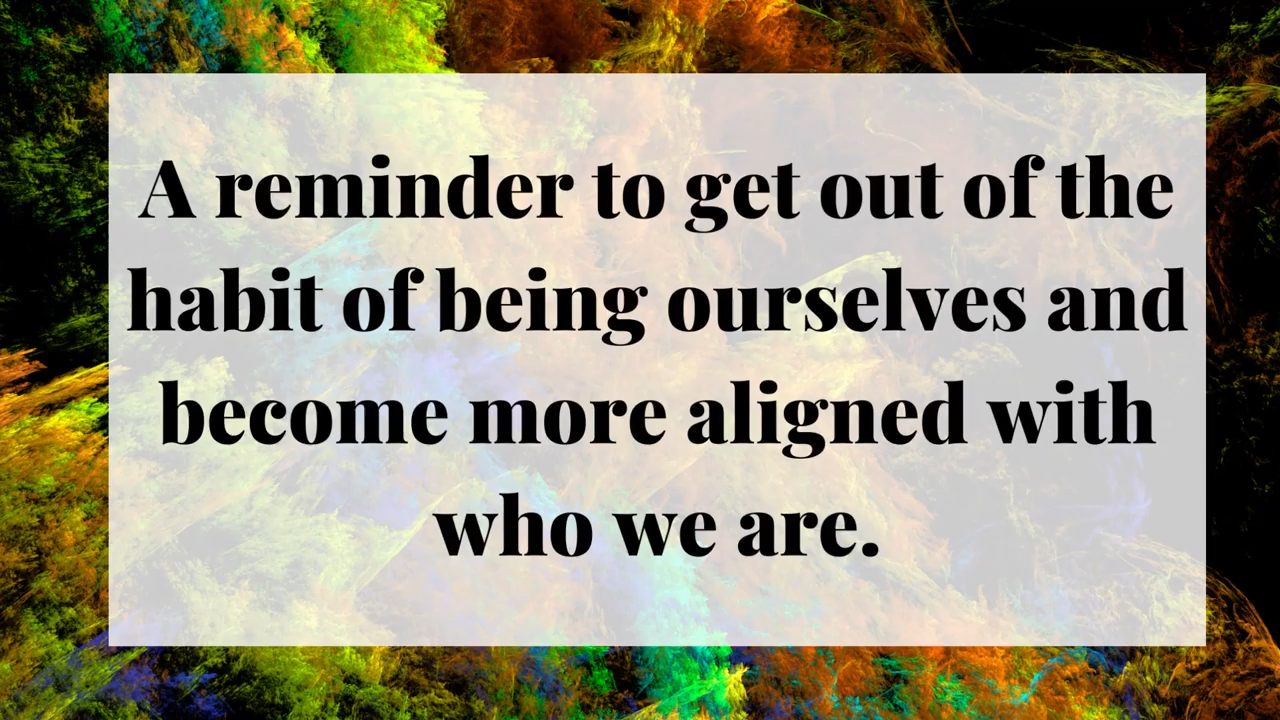 A reminder to get out of the
habit of being ourselves and
become more aligned with
who we are.